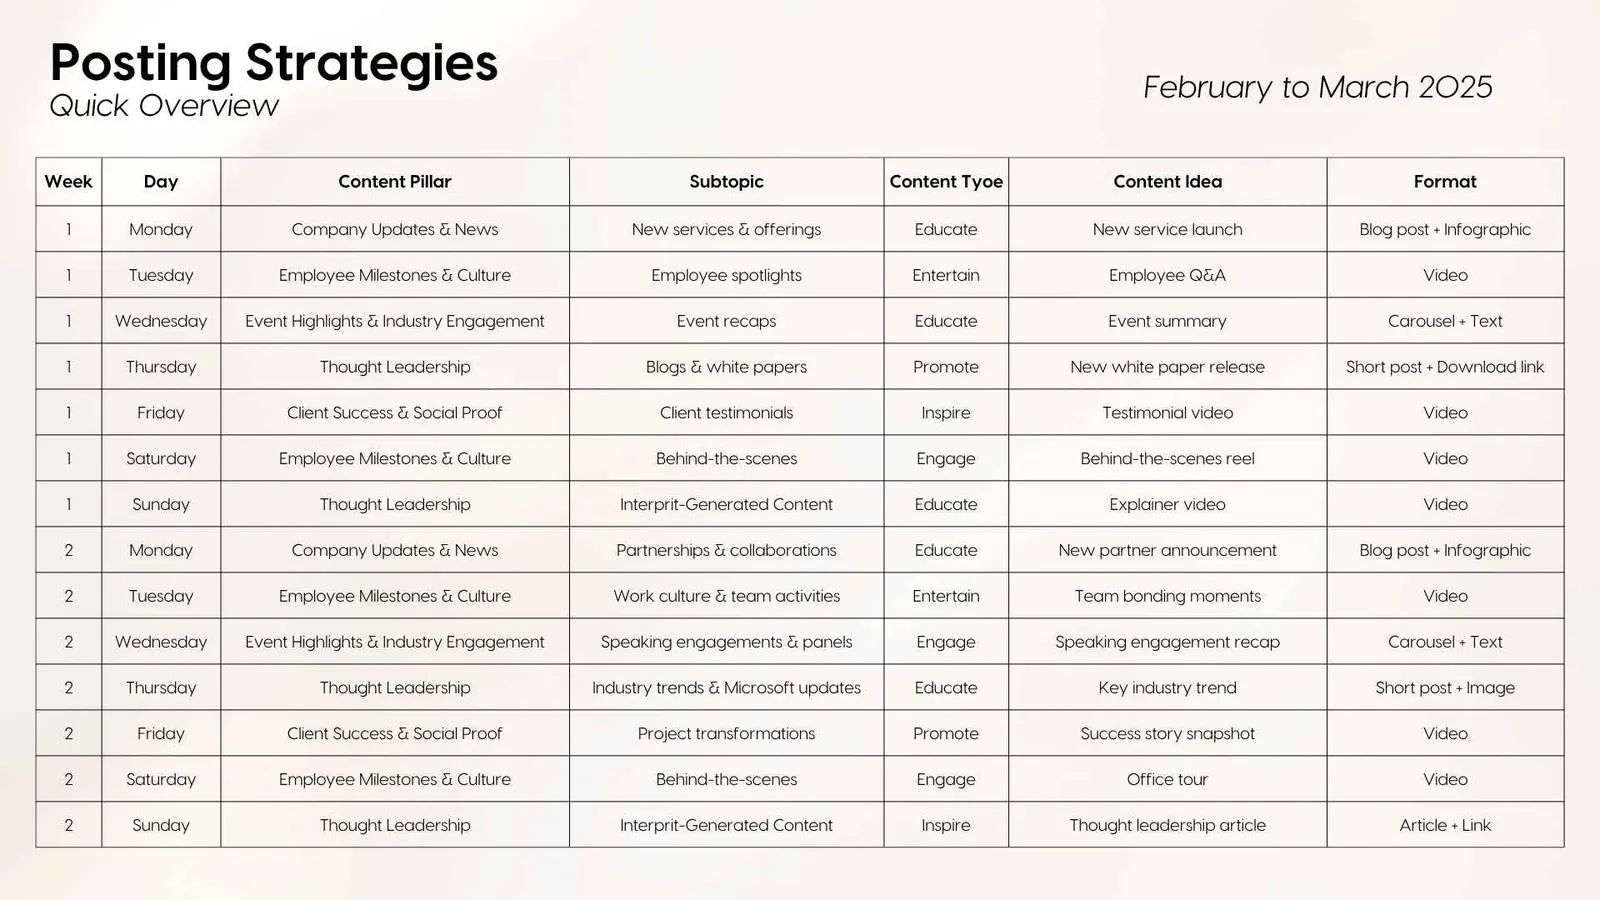 Posting Strategies
Quick Overview
February to March 2025
Week Day Content Pillar Subtopic Content Tyoe Content Idea Format
1 Monday Company Updates & News New services & offerings Educate New service launch Blog post + Infographic
1 Tuesday Employee Milestones & Culture Employee spotlights Entertain Employee Q&A Video
1 Wednesday Event Highlights & Industry Engagement Event recaps Educate Event summary Carousel + Text
1 Thursday Thought Leadership Blogs & white papers Promote New white paper release Short post + Download link
1 Friday Client Success & Social Proof Client testimonials Inspire Testimonial video Video
1 Saturday Employee Milestones & Culture Behind-the-scenes Engage Behind-the-scenes reel Video
1 Sunday Thought Leadership Interprit-Generated Content Educate Explainer video Video
2 Monday Company Updates & News Partnerships & collaborations Educate New partner announcement Blog post + Infographic
2 Tuesday Employee Milestones & Culture Work culture & team activities Entertain Team bonding moments Video
2 Wednesday Event Highlights & Industry Engagement Speaking engagements & panels Engage Speaking engagement recap Carousel + Text
2 Thursday Thought Leadership Industry trends & Microsoft updates Educate Key industry trend Short post + Image
2 Friday Client Success & Social Proof Project transformations Promote Success story snapshot Video
2 Saturday Employee Milestones & Culture Behind-the-scenes Engage Office tour Video
2 Sunday Thought Leadership Interprit-Generated Content Inspire Thought leadership article Article + Link